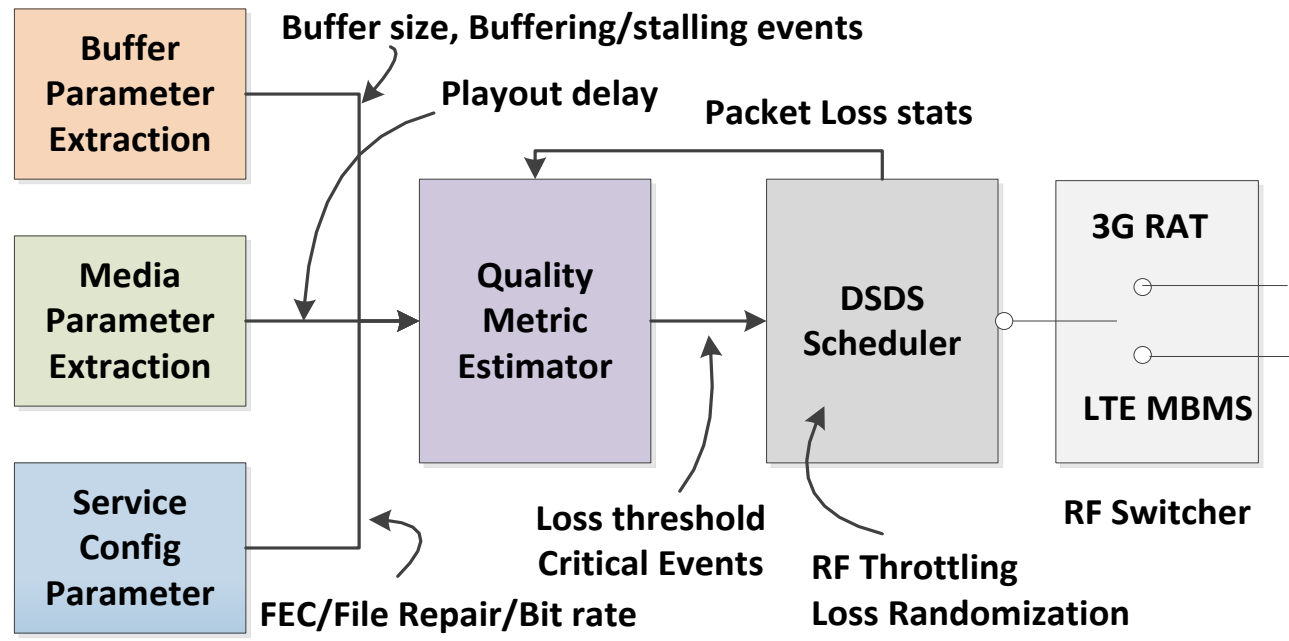 Buffer size, Buffering/stalling events
Buffer
Parameter
Extraction
Playout delay
Packet Loss stats
Media
Parameter
Extraction
Quality
Metric
Estimator
DSDS
Scheduler
3G RAT
LTE MBMS
RF Switcher
Service
Config
Parameter
FEC/File Repair/Bit rate
Loss threshold
Critical Events
RF Throttling
Loss Randomization